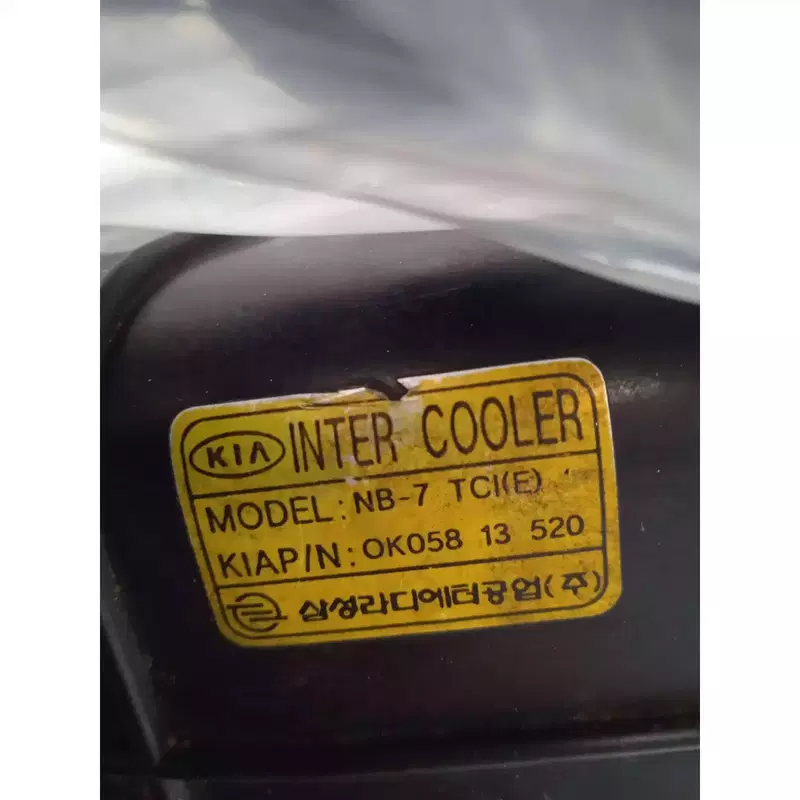 KIA INTER COOLER
MODEL: NB-7 TCI(E)
KIAP/N: OK058 13 520
삼성라디에터공업(주)